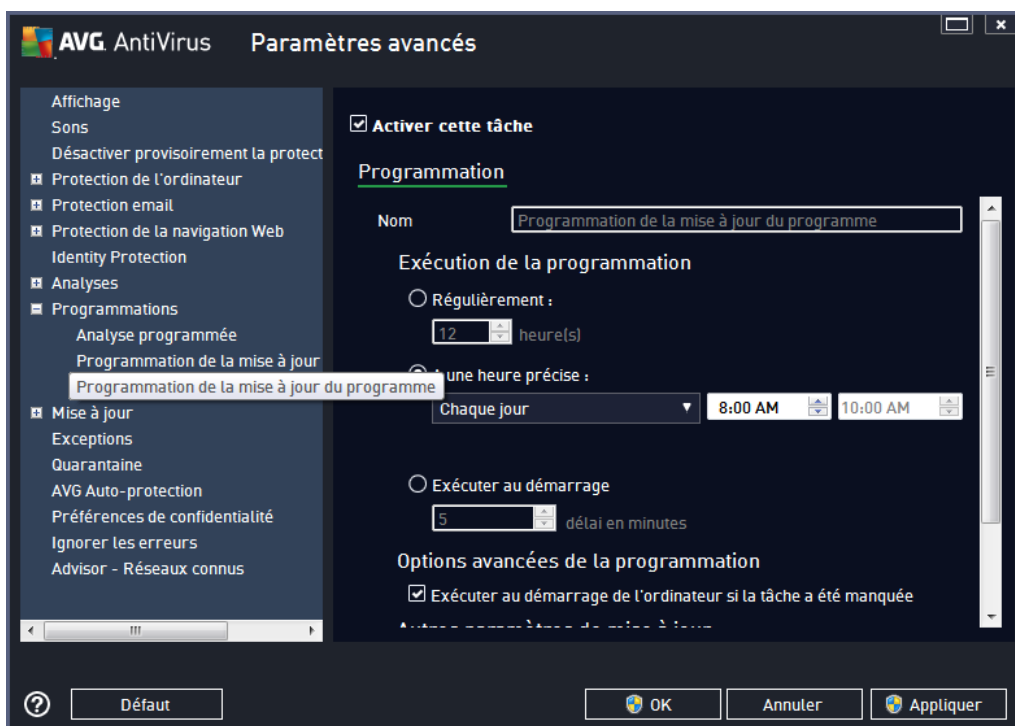 AVG. AntiVirus Paramètres avancés
Affichage
Sons
Désactiver provisoirement la protect
Protection de l'ordinateur
Protection email
Protection de la navigation Web
Identity Protection
Analyses
Programmations
Analyse programmée
Programmation de la mise à jour
Programmation de la mise à jour du programme
Mise à jour
Exceptions
Quarantaine
AVG Auto-protection
Préférences de confidentialité
Ignorer les erreurs
Advisor - Réseaux connus
Activer cette tâche
Programmation
Nom Programmation de la mise à jour du programme
Exécution de la programmation
Régulièrement :
12 heure(s)
une heure précise :
Chaque jour 8:00 AM 10:00 AM
Exécuter au démarrage
5 délai en minutes
Options avancées de la programmation
Exécuter au démarrage de l'ordinateur si la tâche a été manquée
Autres paramètres de mise à jour
? Défaut OK Annuler Appliquer